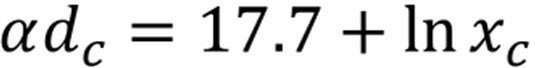 αd_c = 17.7 + ln x_c